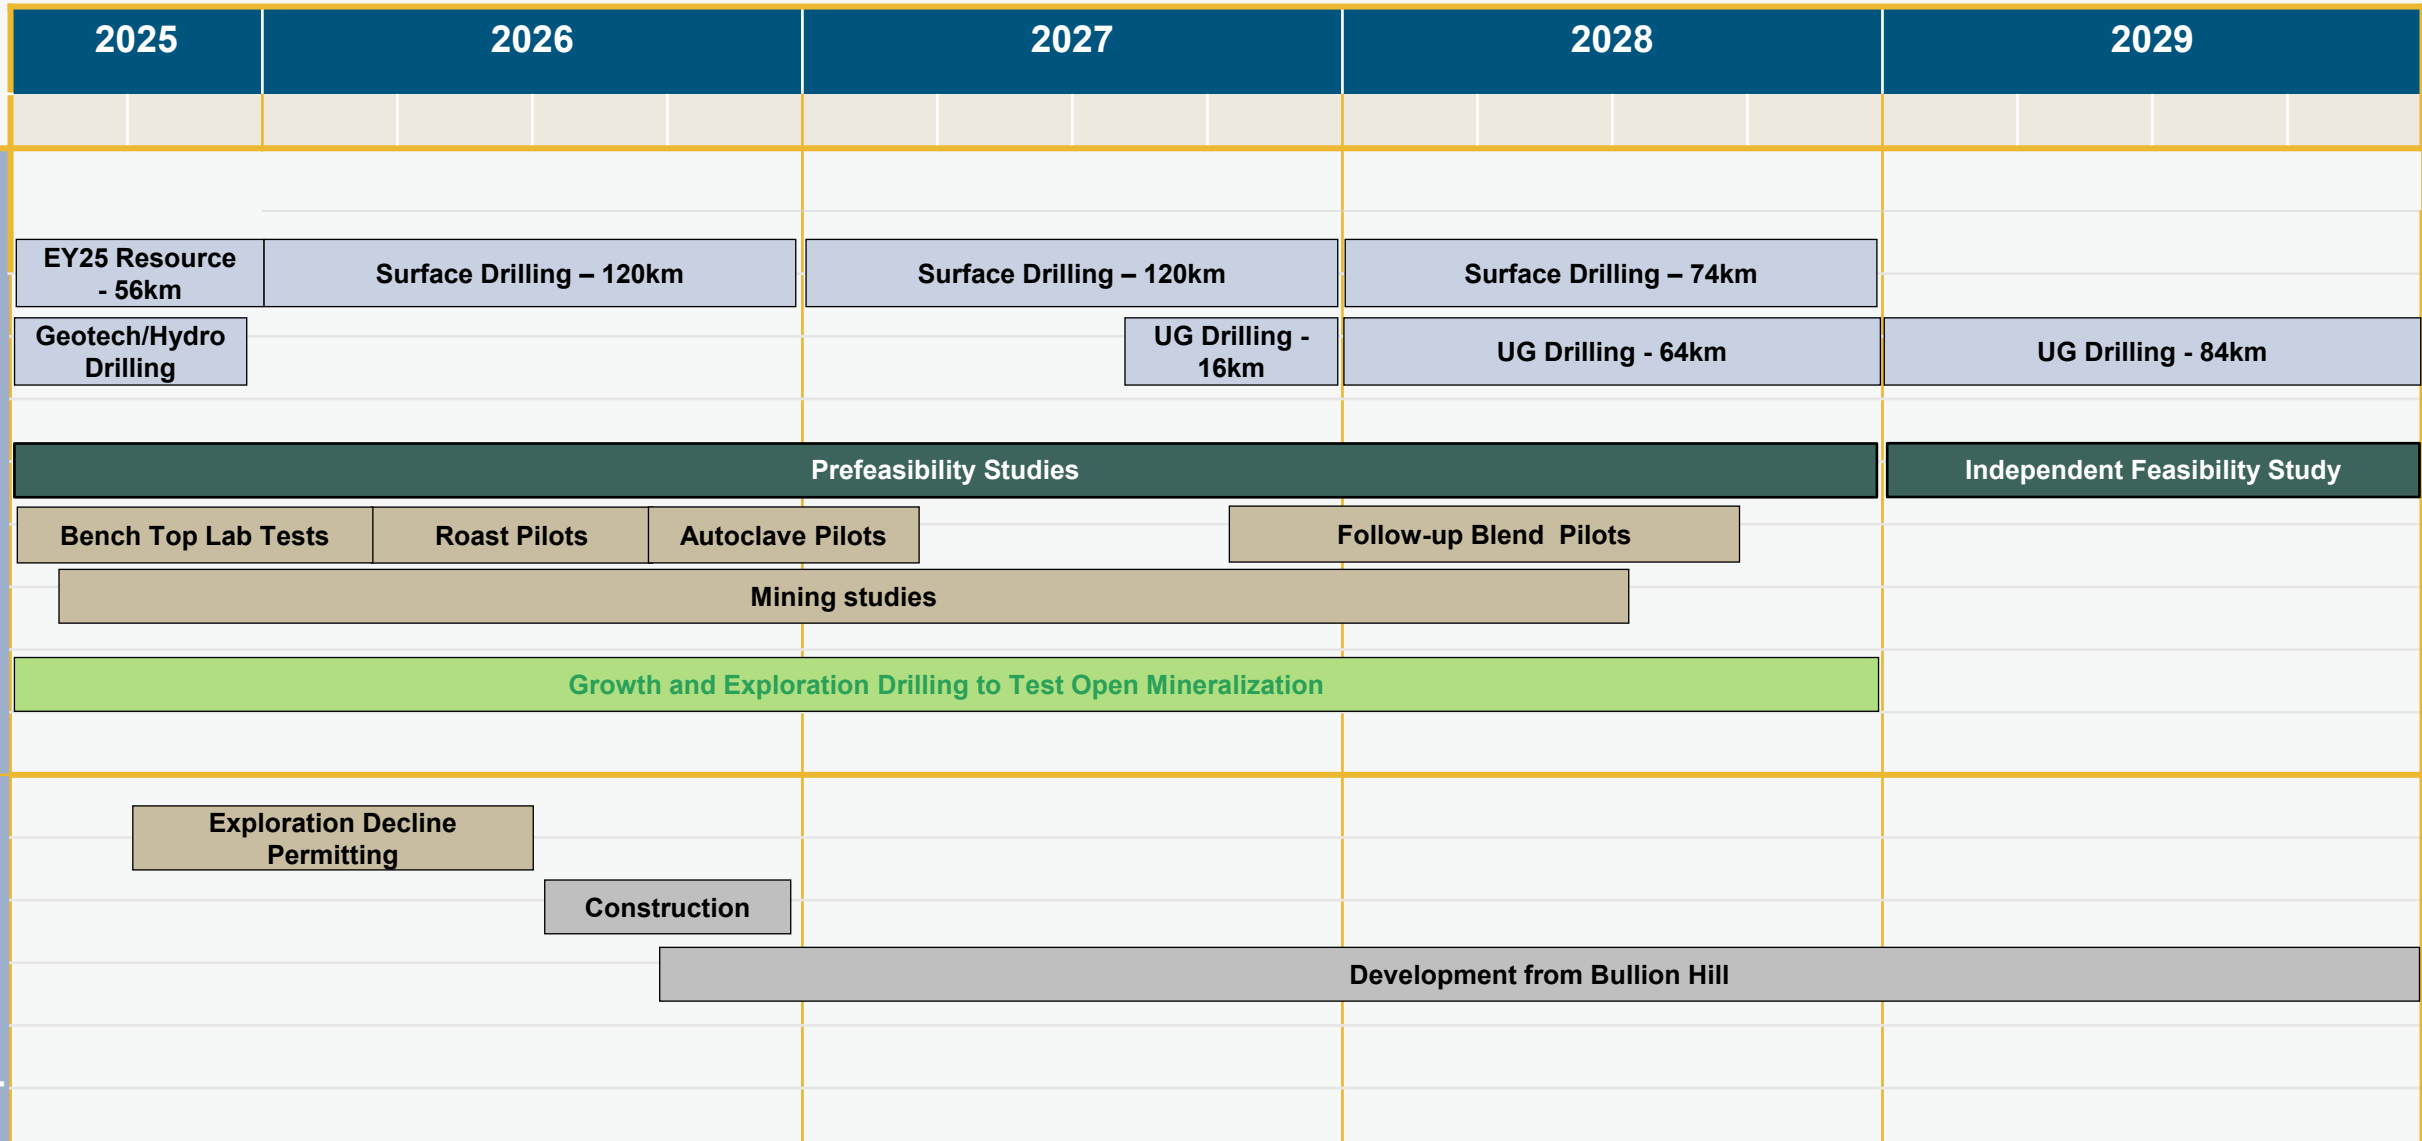 2025
2026
2027
2028
2029
EY25 Resource
- 56km
Surface Drilling – 120km
Surface Drilling – 120km
Surface Drilling – 74km
Geotech/Hydro
Drilling
UG Drilling -
16km
UG Drilling - 64km
UG Drilling - 84km
Prefeasibility Studies
Independent Feasibility Study
Bench Top Lab Tests
Roast Pilots
Autoclave Pilots
Follow-up Blend  Pilots
Mining studies
Growth and Exploration Drilling to Test Open Mineralization
Exploration Decline
Permitting
Construction
Development from Bullion Hill